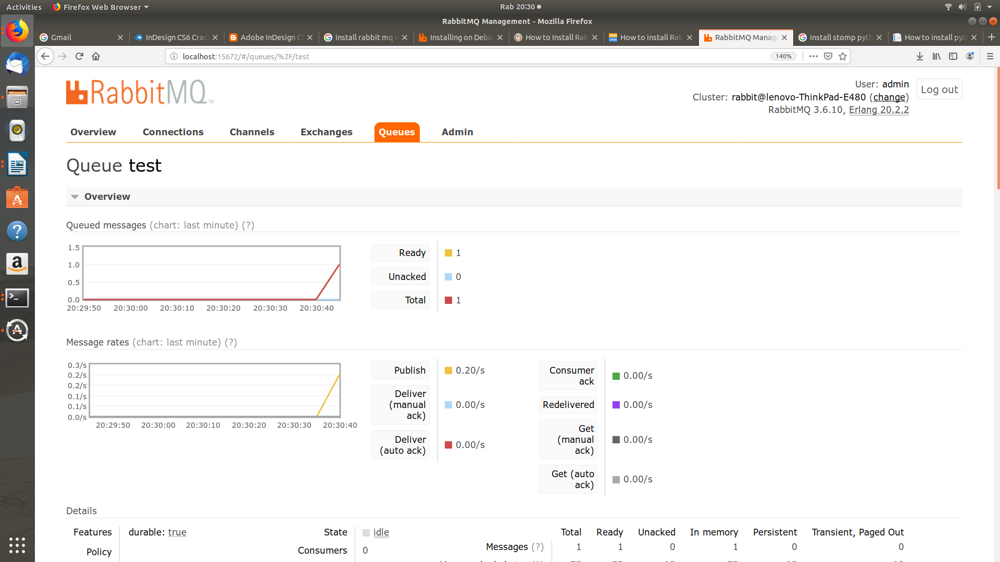 Activities
Firefox Web Browser
Rab 20:30
RabbitMQ Management - Mozilla Firefox
Gmail
InDesign CS6 Crac
Adobe InDesign CS
install rabbit mq u
Installing on Debia
How to Install Rab
How to install Rab
RabbitMQ Manage
install stomp pyth
How to install pyt
localhost:15672/#/queues/%2F/test
140%
RabbitMQ™
User: admin
Cluster: rabbit@lenovo-ThinkPad-E480 (change)
RabbitMQ 3.6.10, Erlang 20.2.2
Log out
Overview
Connections
Channels
Exchanges
Queues
Admin
Queue test
Overview
Queued messages (chart: last minute) (?)
1.5
1.0
0.5
0.0
20:29:50 20:30:00 20:30:10 20:30:20 20:30:30 20:30:40
Ready 1
Unacked 0
Total 1
Message rates (chart: last minute) (?)
0.3/s
0.2/s
0.2/s
0.1/s
0.1/s
0.0/s
20:29:50 20:30:00 20:30:10 20:30:20 20:30:30 20:30:40
Publish 0.20/s
Deliver
(manual 0.00/s
ack)
Deliver
(auto ack) 0.00/s
Consumer
ack 0.00/s
Redelivered 0.00/s
Get
(manual 0.00/s
ack)
Get (auto
ack) 0.00/s
Details
Features durable: true
Policy
State idle
Consumers 0
Total Ready Unacked In memory Persistent Transient, Paged Out
Messages (?) 1 1 0 1 0 0